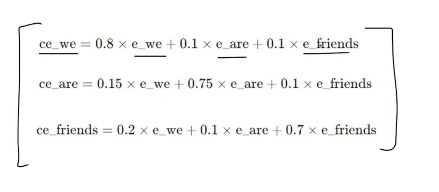 ce_we = 0.8 × e_we + 0.1 × e_are + 0.1 × e_friends
ce_are = 0.15 × e_we + 0.75 × e_are + 0.1 × e_friends
ce_friends = 0.2 × e_we + 0.1 × e_are + 0.7 × e_friends